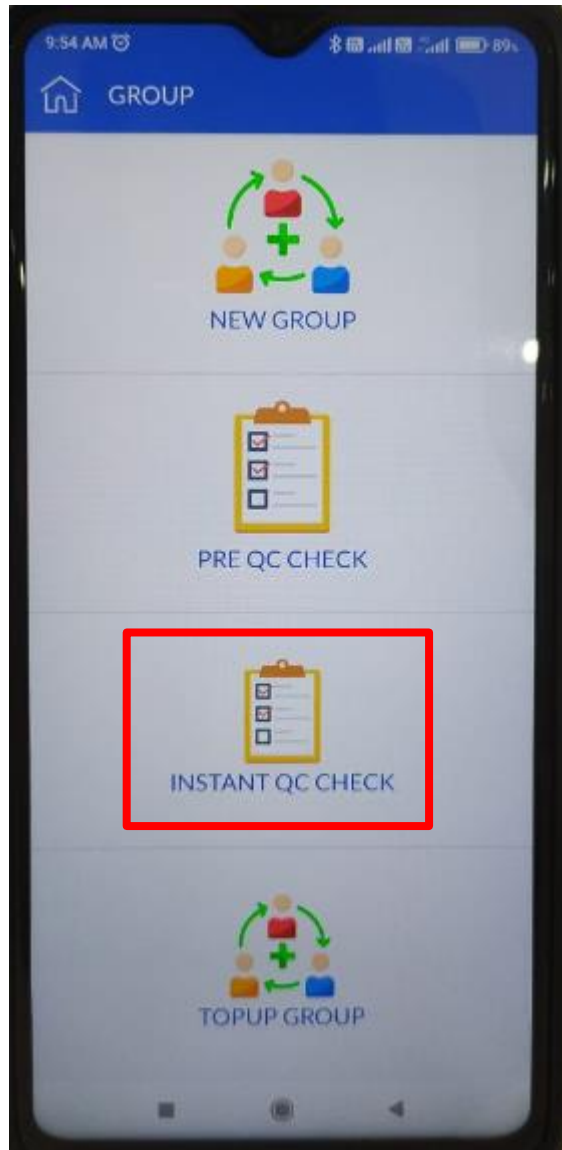 9:54 AM
89%
GROUP
NEW GROUP
PRE QC CHECK
INSTANT QC CHECK
TOPUP GROUP